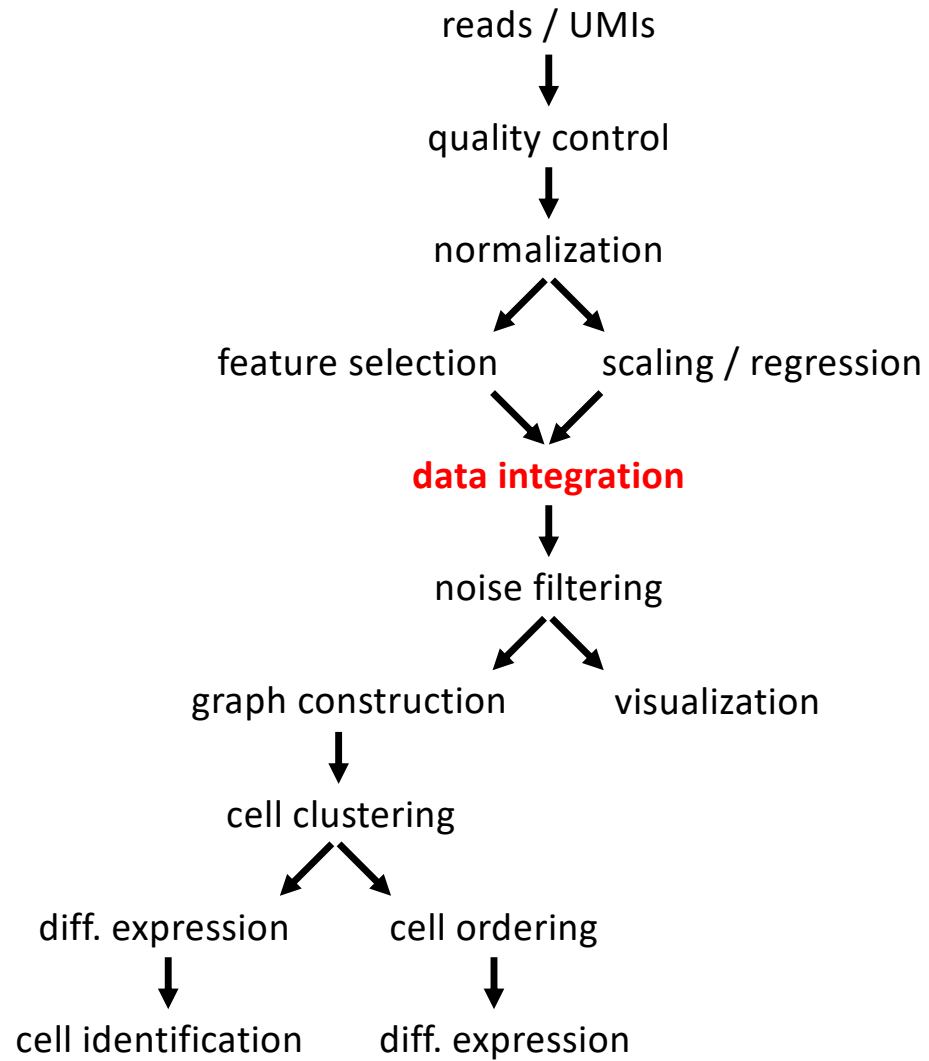 reads / UMIs
quality control
normalization
feature selection
scaling / regression
data integration
noise filtering
graph construction
visualization
cell clustering
diff. expression
cell ordering
cell identification
diff. expression